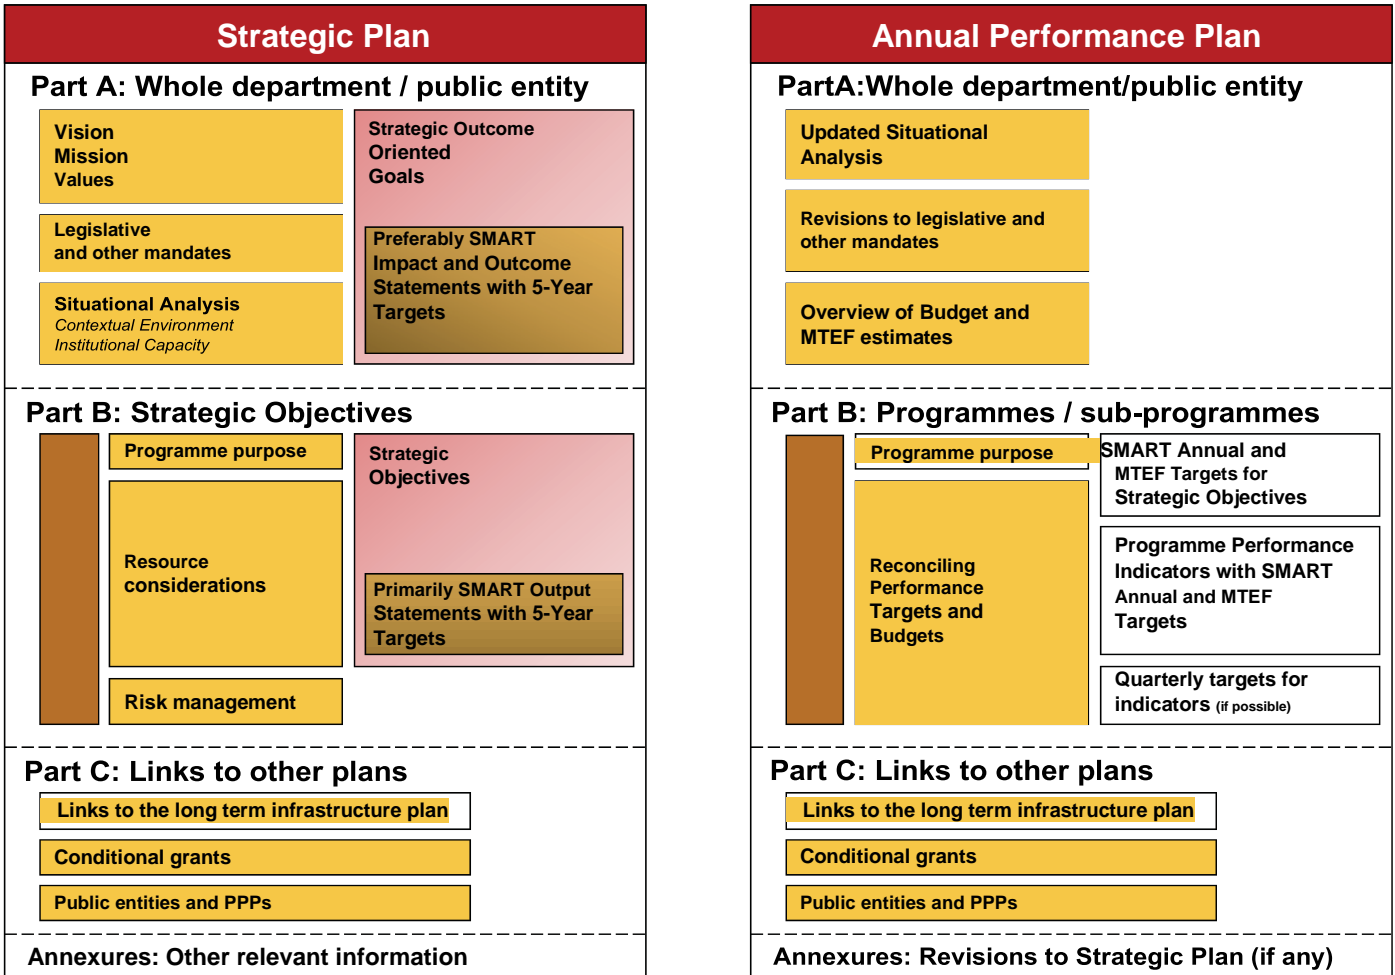 Strategic Plan
Part A: Whole department / public entity
Vision
Mission
Values
Legislative
and other mandates
Situational Analysis
Contextual Environment
Institutional Capacity
Strategic Outcome
Oriented
Goals
Preferably SMART
Impact and Outcome
Statements with 5-Year
Targets
Part B: Strategic Objectives
Programme purpose
Resource
considerations
Risk management
Strategic
Objectives
Primarily SMART Output
Statements with 5-Year
Targets
Part C: Links to other plans
Links to the long term infrastructure plan
Conditional grants
Public entities and PPPs
Annexures: Other relevant information
Annual Performance Plan
PartA:Whole department/public entity
Updated Situational
Analysis
Revisions to legislative and
other mandates
Overview of Budget and
MTEF estimates
Part B: Programmes / sub-programmes
Programme purpose
Reconciling
Performance
Targets and
Budgets
SMART Annual and
MTEF Targets for
Strategic Objectives
Programme Performance
Indicators with SMART
Annual and MTEF
Targets
Quarterly targets for
indicators (if possible)
Part C: Links to other plans
Links to the long term infrastructure plan
Conditional grants
Public entities and PPPs
Annexures: Revisions to Strategic Plan (if any)